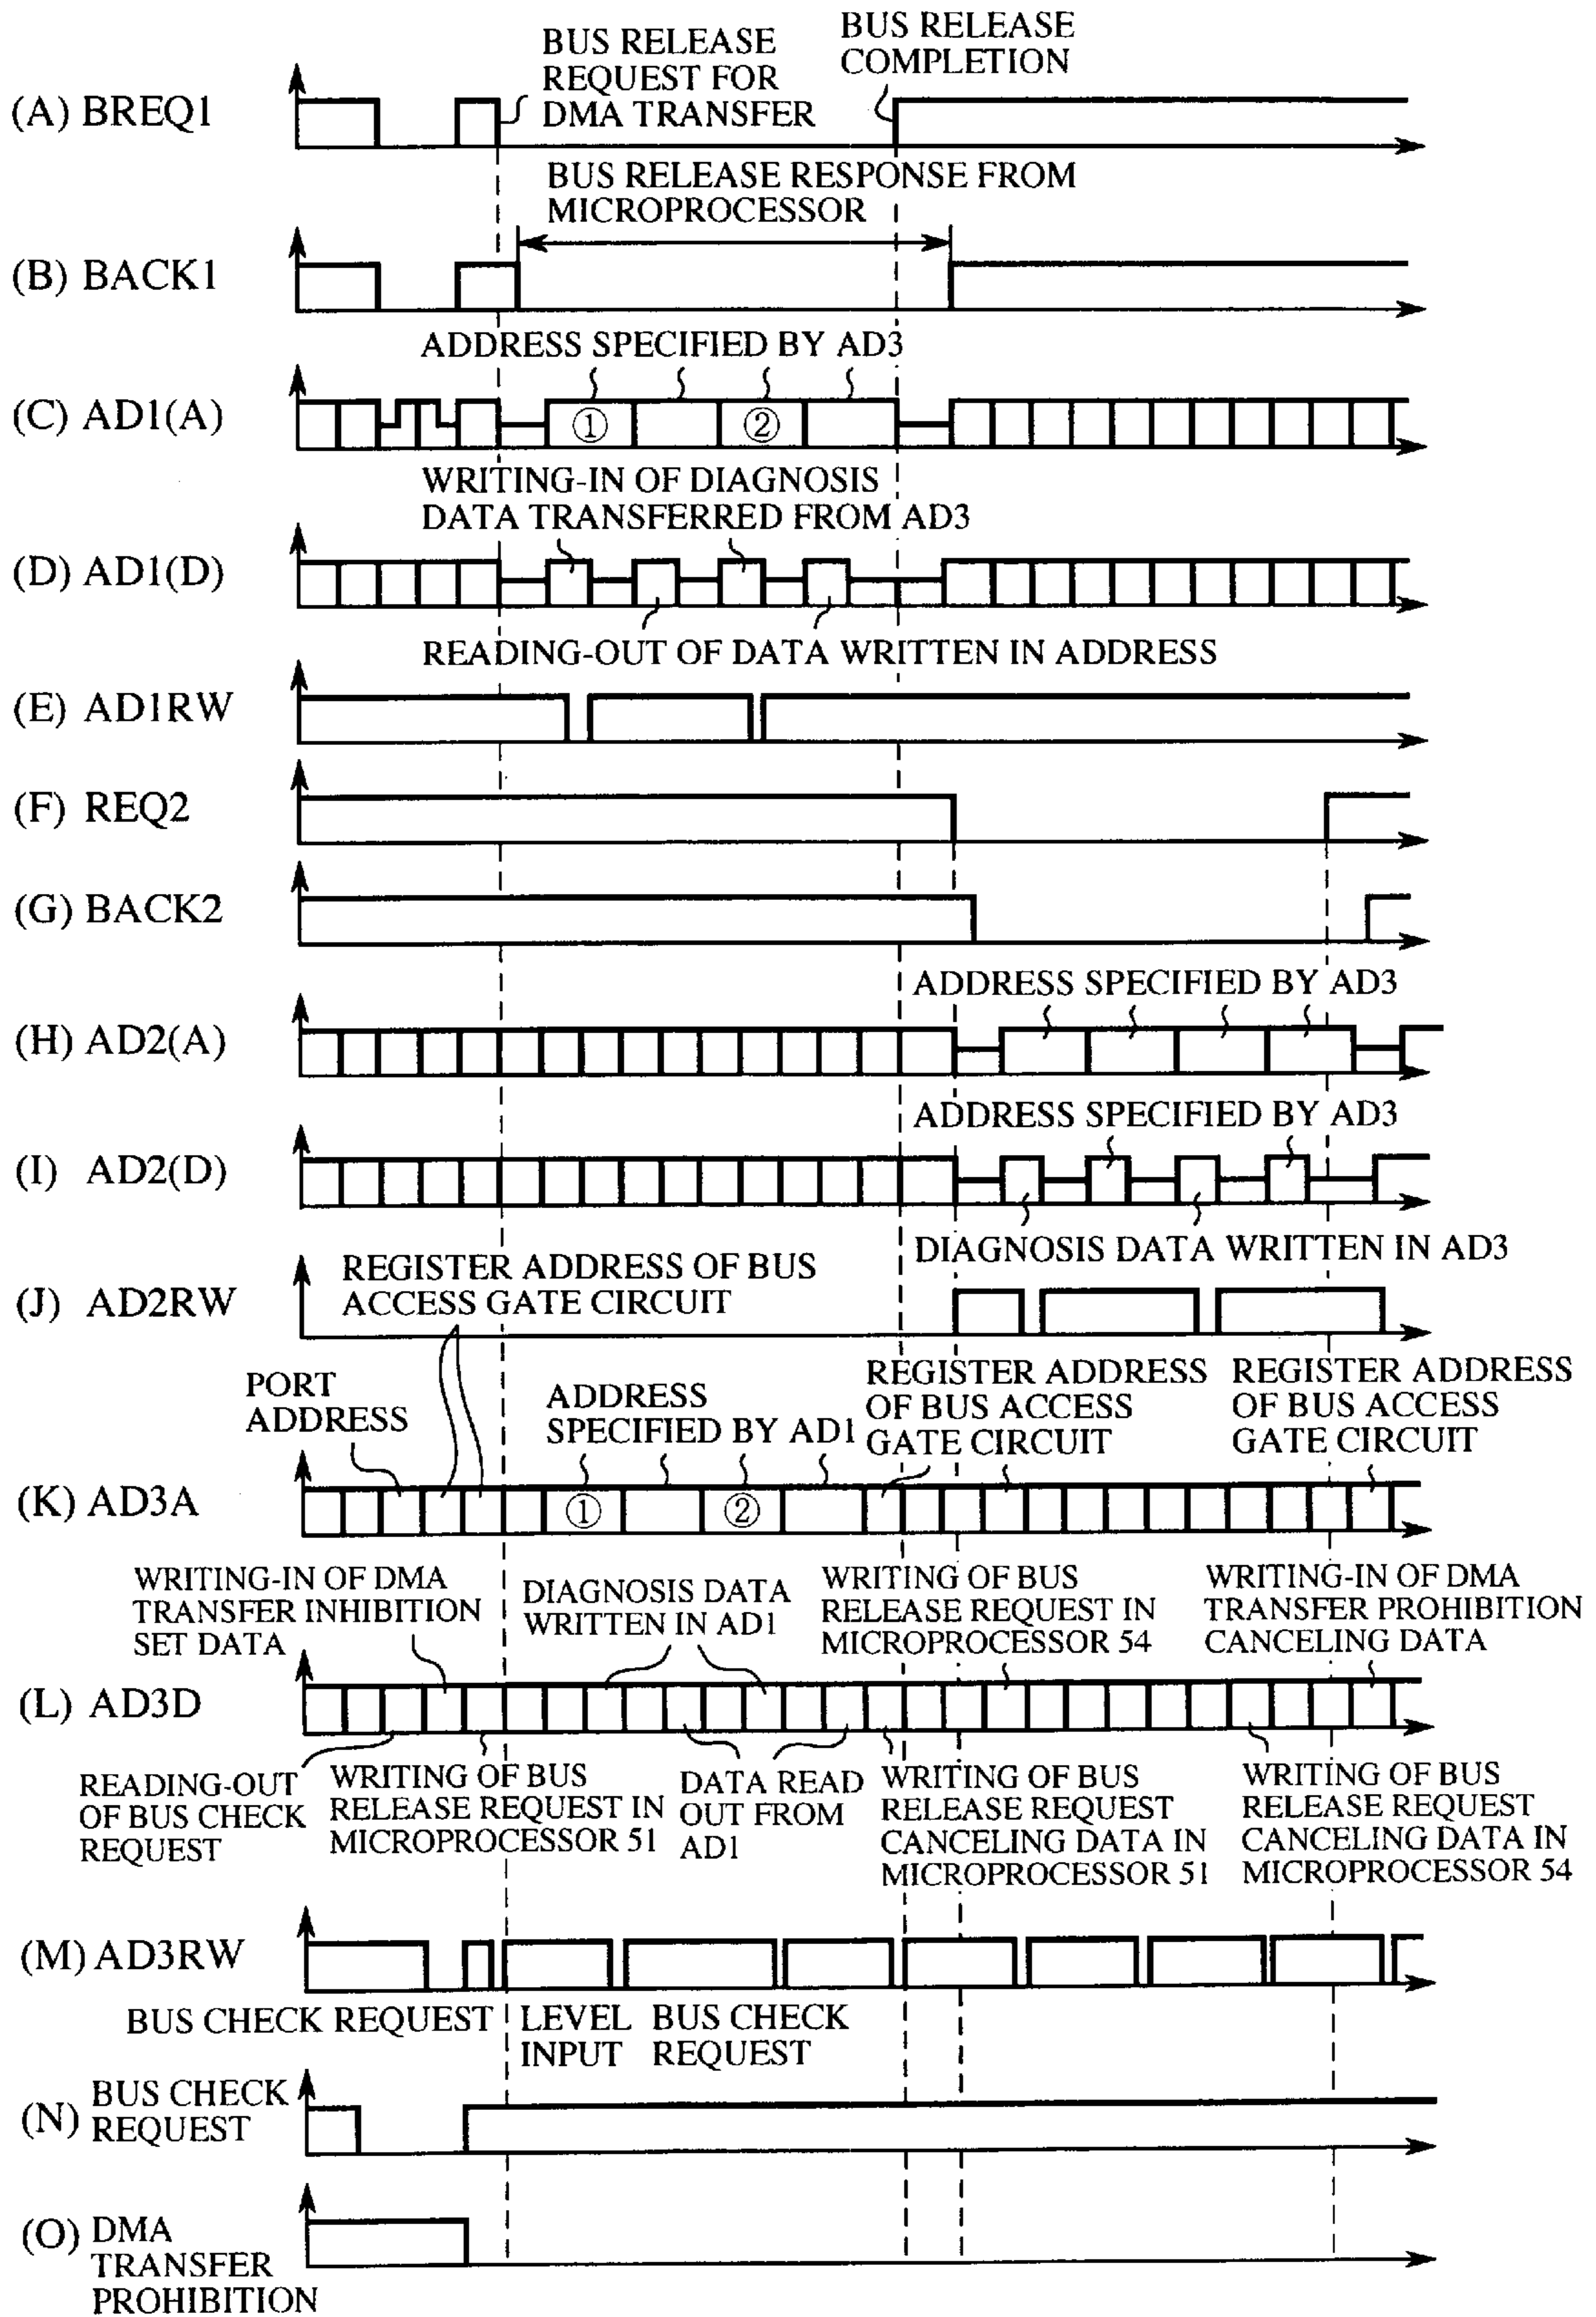 BUS RELEASE
REQUEST FOR
DMA TRANSFER
BUS RELEASE
COMPLETION
(A) BREQ1
BUS RELEASE RESPONSE FROM
MICROPROCESSOR
(B) BACK1
ADDRESS SPECIFIED BY AD3
(C) AD1(A)
① ②
WRITING-IN OF DIAGNOSIS
DATA TRANSFERRED FROM AD3
(D) AD1(D)
READING-OUT OF DATA WRITTEN IN ADDRESS
(E) AD1RW
(F) REQ2
(G) BACK2
ADDRESS SPECIFIED BY AD3
(H) AD2(A)
ADDRESS SPECIFIED BY AD3
(I) AD2(D)
DIAGNOSIS DATA WRITTEN IN AD3
REGISTER ADDRESS OF BUS
ACCESS GATE CIRCUIT
(J) AD2RW
PORT
ADDRESS
ADDRESS
SPECIFIED BY AD1
REGISTER ADDRESS
OF BUS ACCESS
GATE CIRCUIT
REGISTER ADDRESS
OF BUS ACCESS
GATE CIRCUIT
(K) AD3A
① ②
WRITING-IN OF DMA
TRANSFER INHIBITION
SET DATA
DIAGNOSIS DATA
WRITTEN IN AD1
WRITING OF BUS
RELEASE REQUEST IN
MICROPROCESSOR 54
WRITING-IN OF DMA
TRANSFER PROHIBITION
CANCELING DATA
(L) AD3D
READING-OUT
OF BUS CHECK
REQUEST
WRITING OF BUS
RELEASE REQUEST IN
MICROPROCESSOR 51
DATA READ
OUT FROM
AD1
WRITING OF BUS
RELEASE REQUEST
CANCELING DATA IN
MICROPROCESSOR 51
WRITING OF BUS
RELEASE REQUEST
CANCELING DATA IN
MICROPROCESSOR 54
(M) AD3RW
BUS CHECK REQUEST
LEVEL
INPUT
BUS CHECK
REQUEST
(N) BUS CHECK
REQUEST
(O) DMA
TRANSFER
PROHIBITION